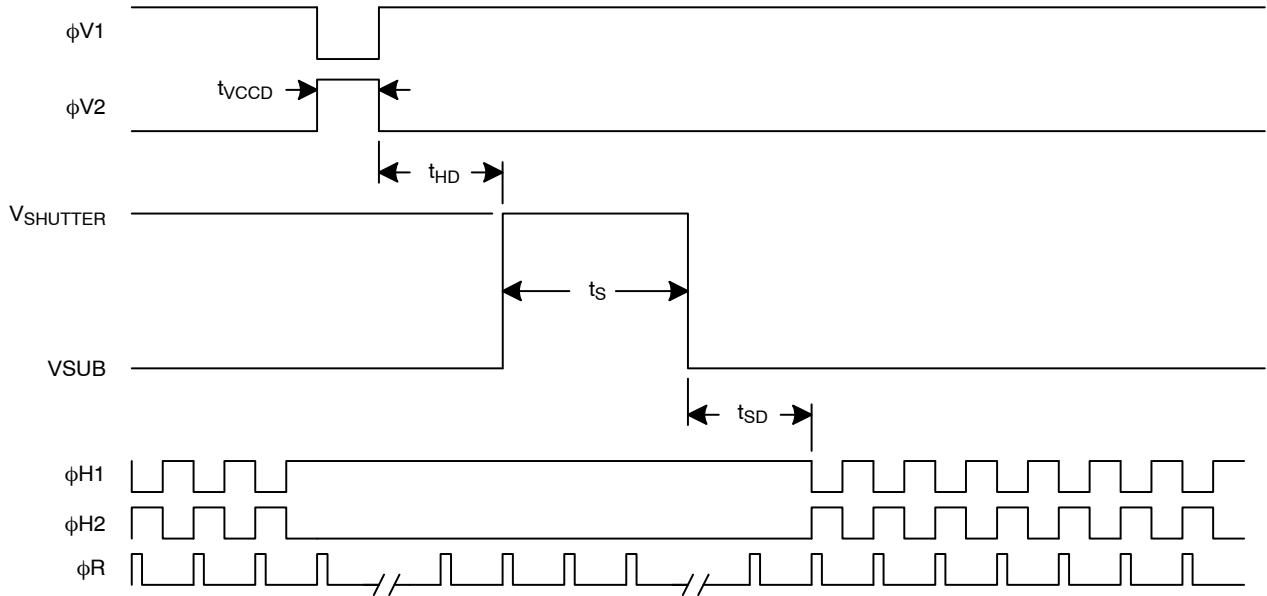 ϕV1
tVCCD
ϕV2
tHD
VSHUTTER
tS
VSUB
tSD
ϕH1
ϕH2
ϕR